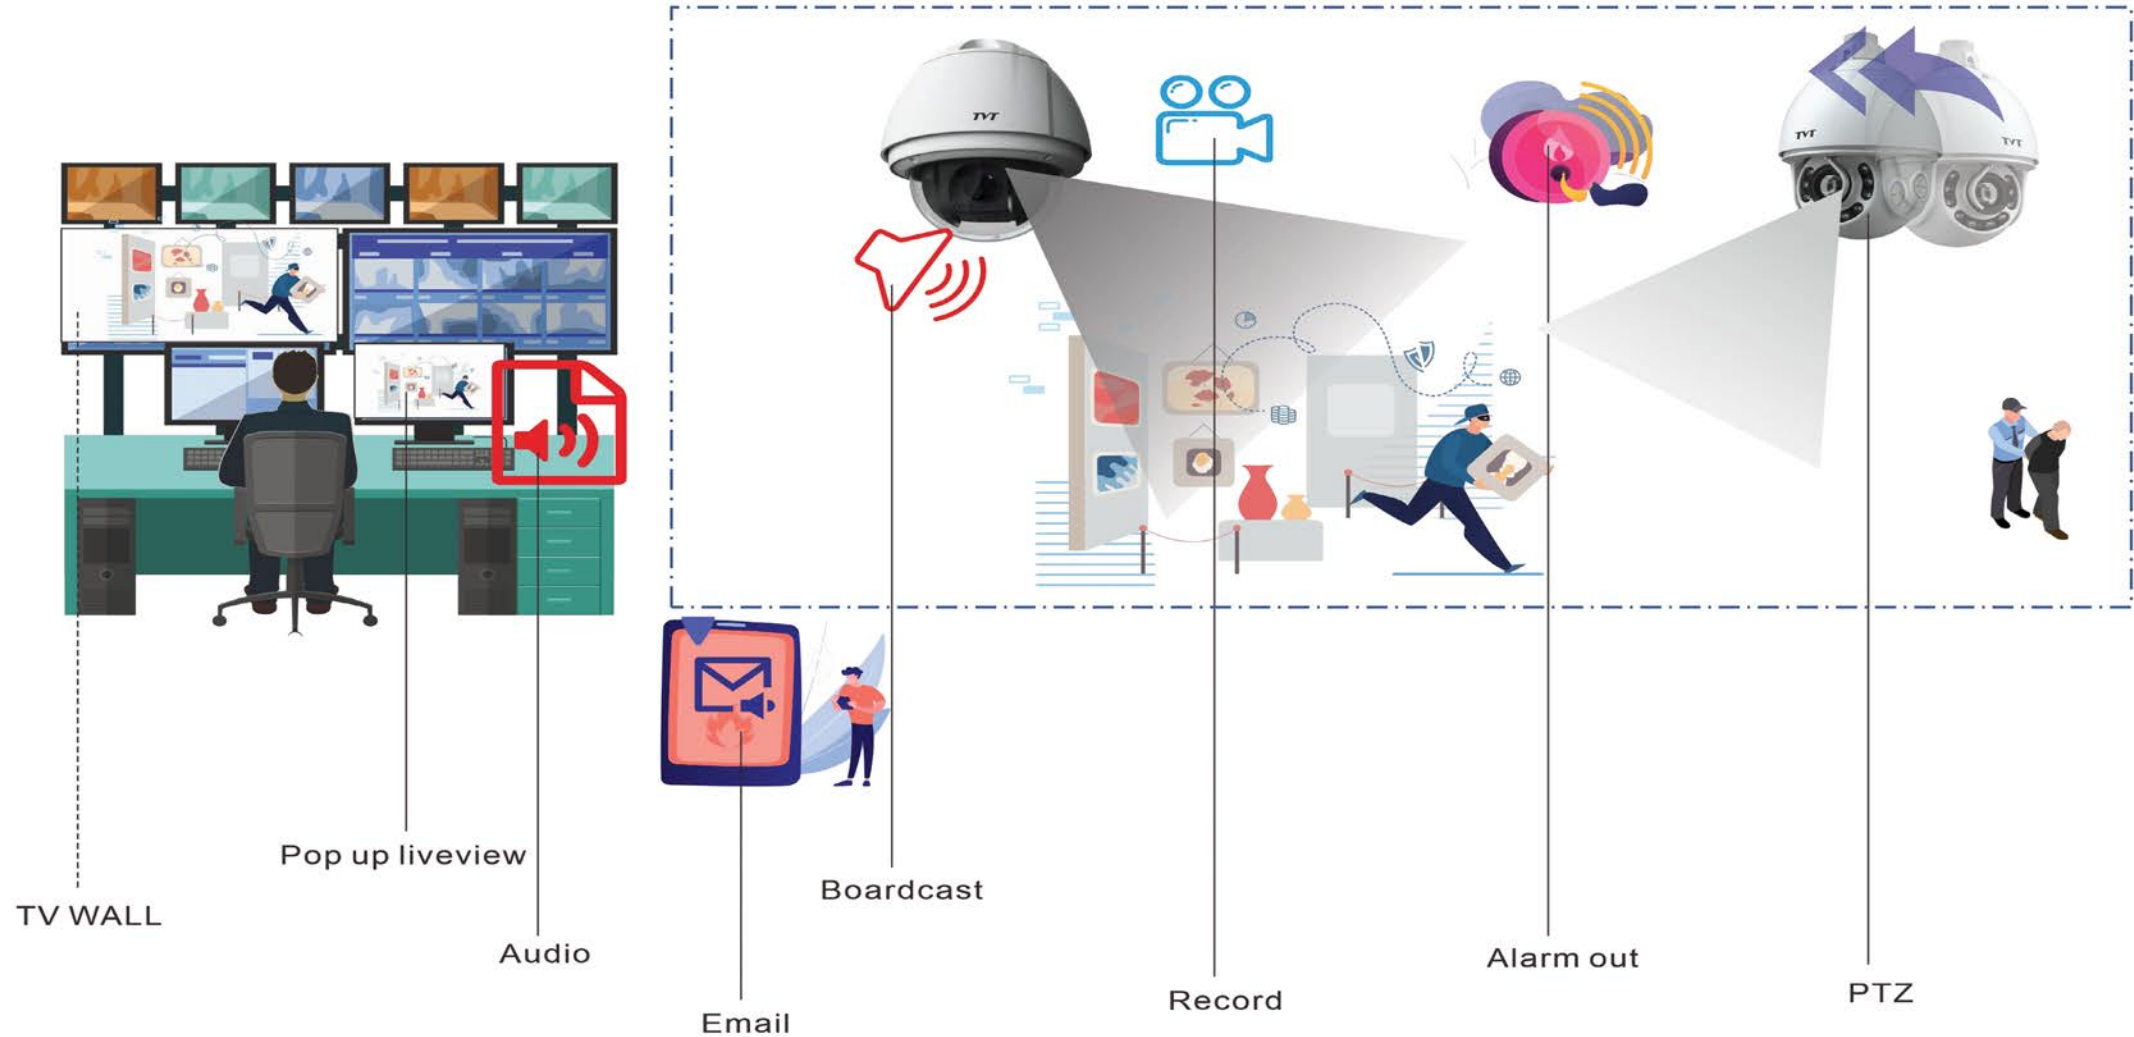 TVT
TVT
TVT
Pop up liveview
Boardcast
TV WALL
Audio
Alarm out
PTZ
Record
Email